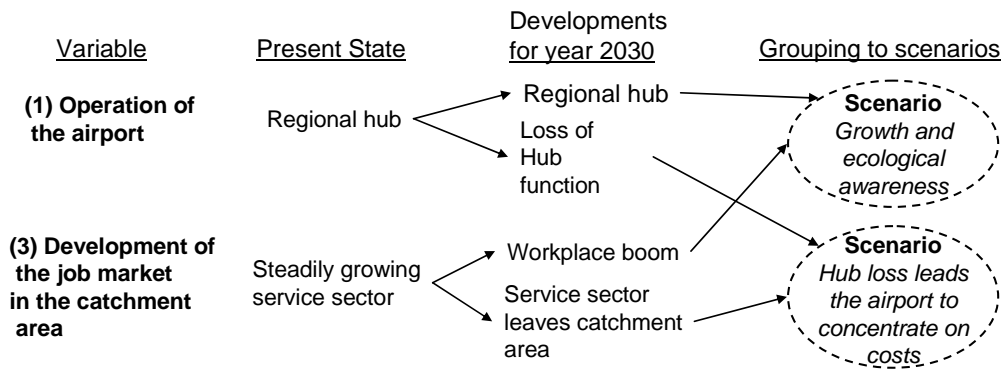 Variable
Present State
Developments
for year 2030
Grouping to scenarios
(1) Operation of
the airport
Regional hub
Regional hub
Loss of
Hub
function
Scenario
Growth and
ecological
awareness
(3) Development of
the job market
in the catchment
area
Steadily growing
service sector
Workplace boom
Service sector
leaves catchment
area
Scenario
Hub loss leads
the airport to
concentrate on
costs